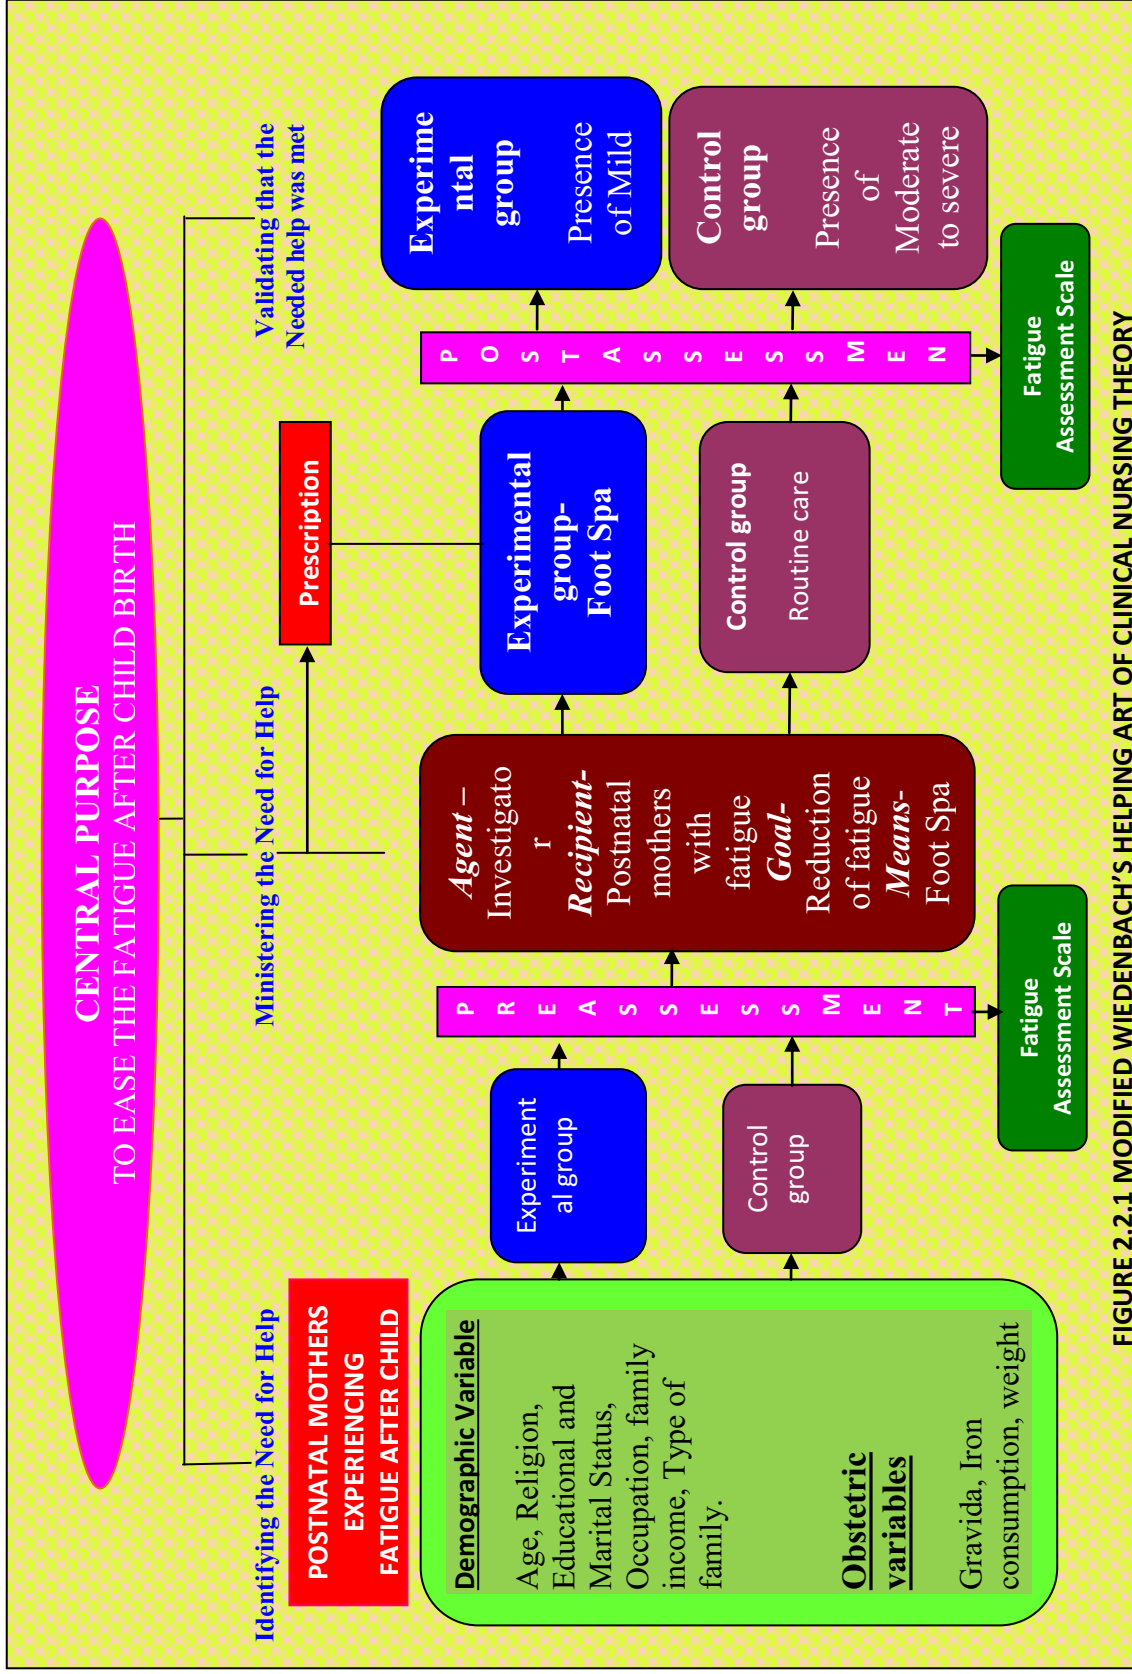 CENTRAL PURPOSE
TO EASE THE FATIGUE AFTER CHILD BIRTH
Identifying the Need for Help
Ministering the Need for Help
Validating that the
Needed help was met
POSTNATAL MOTHERS
EXPERIENCING
FATIGUE AFTER CHILD
Prescription
Demographic Variable
Age, Religion,
Educational and
Marital Status,
Occupation, family
income, Type of
family.
Obstetric
variables
Gravida, Iron
consumption, weight
Experiment
al group
Control
group
P R E A S S E S S M E N T
Fatigue
Assessment Scale
Agent –
Investigato
r
Recipient-
Postnatal
mothers
with
fatigue
Goal-
Reduction
of fatigue
Means-
Foot Spa
Experimental
group-
Foot Spa
Control group
Routine care
P O S T A S S E S S M E N
Fatigue
Assessment Scale
Experime
ntal
group
Presence
of Mild
Control
group
Presence
of
Moderate
to severe
FIGURE 2.2.1 MODIFIED WIEDENBACH'S HELPING ART OF CLINICAL NURSING THEORY